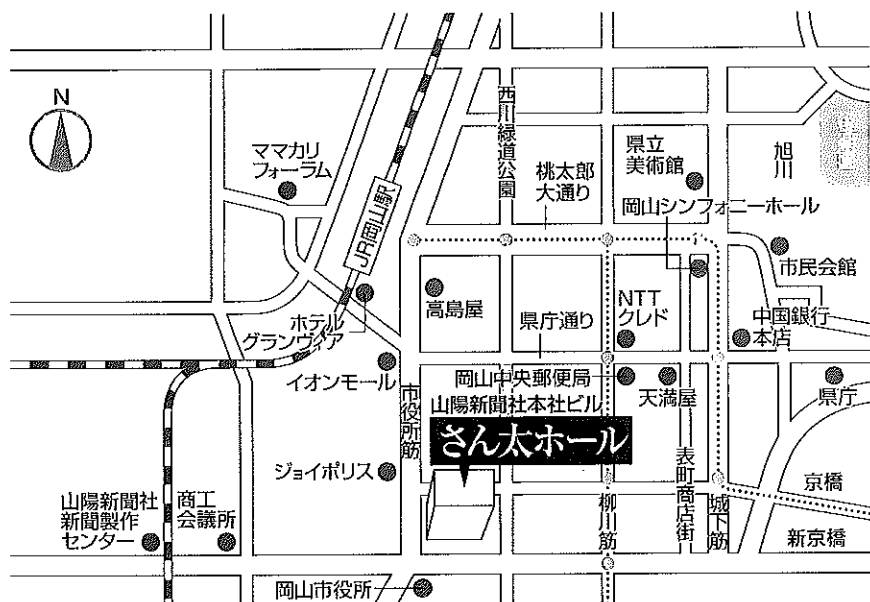 N
ママカリ
フォーラム
JR岡山駅
西川緑道公園
桃太郎
大通り
県立
美術館
旭川
岡山シンフォニーホール
市民会館
ホテル
グランヴィア
高島屋
県庁通り
NTT
クレド
中国銀行
本店
イオンモール
市役所筋
岡山中央郵便局
天満屋
県庁
山陽新聞社本社ビル
さん太ホール
ジョイポリス
表町商店街
京橋
山陽新聞社
新聞製作
センター
商工
会議所
柳川筋
城下筋
新京橋
岡山市役所